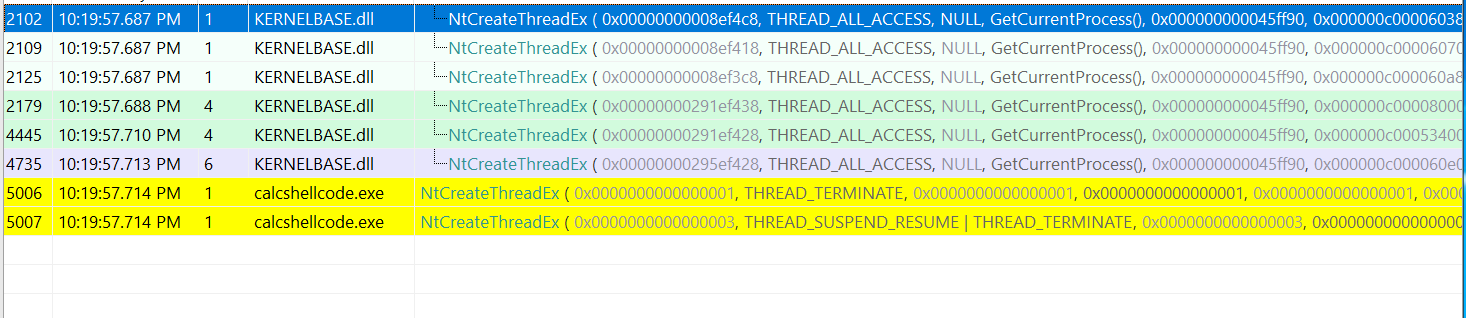 2102 10:19:57.687 PM 1 KERNELBASE.dll NtCreateThreadEx ( 0x00000000008ef4c8, THREAD_ALL_ACCESS, NULL, GetCurrentProcess(), 0x000000000045ff90, 0x000000c00006038
2109 10:19:57.687 PM 1 KERNELBASE.dll NtCreateThreadEx ( 0x00000000008ef418, THREAD_ALL_ACCESS, NULL, GetCurrentProcess(), 0x000000000045ff90, 0x000000c00006070
2125 10:19:57.687 PM 1 KERNELBASE.dll NtCreateThreadEx ( 0x00000000008ef3c8, THREAD_ALL_ACCESS, NULL, GetCurrentProcess(), 0x000000000045ff90, 0x000000c000060a8
2179 10:19:57.688 PM 4 KERNELBASE.dll NtCreateThreadEx ( 0x00000000291ef438, THREAD_ALL_ACCESS, NULL, GetCurrentProcess(), 0x000000000045ff90, 0x000000c00008000
4445 10:19:57.710 PM 4 KERNELBASE.dll NtCreateThreadEx ( 0x00000000291ef428, THREAD_ALL_ACCESS, NULL, GetCurrentProcess(), 0x000000000045ff90, 0x000000c00053400
4735 10:19:57.713 PM 6 KERNELBASE.dll NtCreateThreadEx ( 0x00000000295ef428, THREAD_ALL_ACCESS, NULL, GetCurrentProcess(), 0x000000000045ff90, 0x000000c000060e0
5006 10:19:57.714 PM 1 calcshellcode.exe NtCreateThreadEx ( 0x0000000000000001, THREAD_TERMINATE, 0x0000000000000001, 0x0000000000000001, 0x0000000000000001, 0x000
5007 10:19:57.714 PM 1 calcshellcode.exe NtCreateThreadEx ( 0x0000000000000003, THREAD_SUSPEND_RESUME | THREAD_TERMINATE, 0x0000000000000003, 0x000000000000000